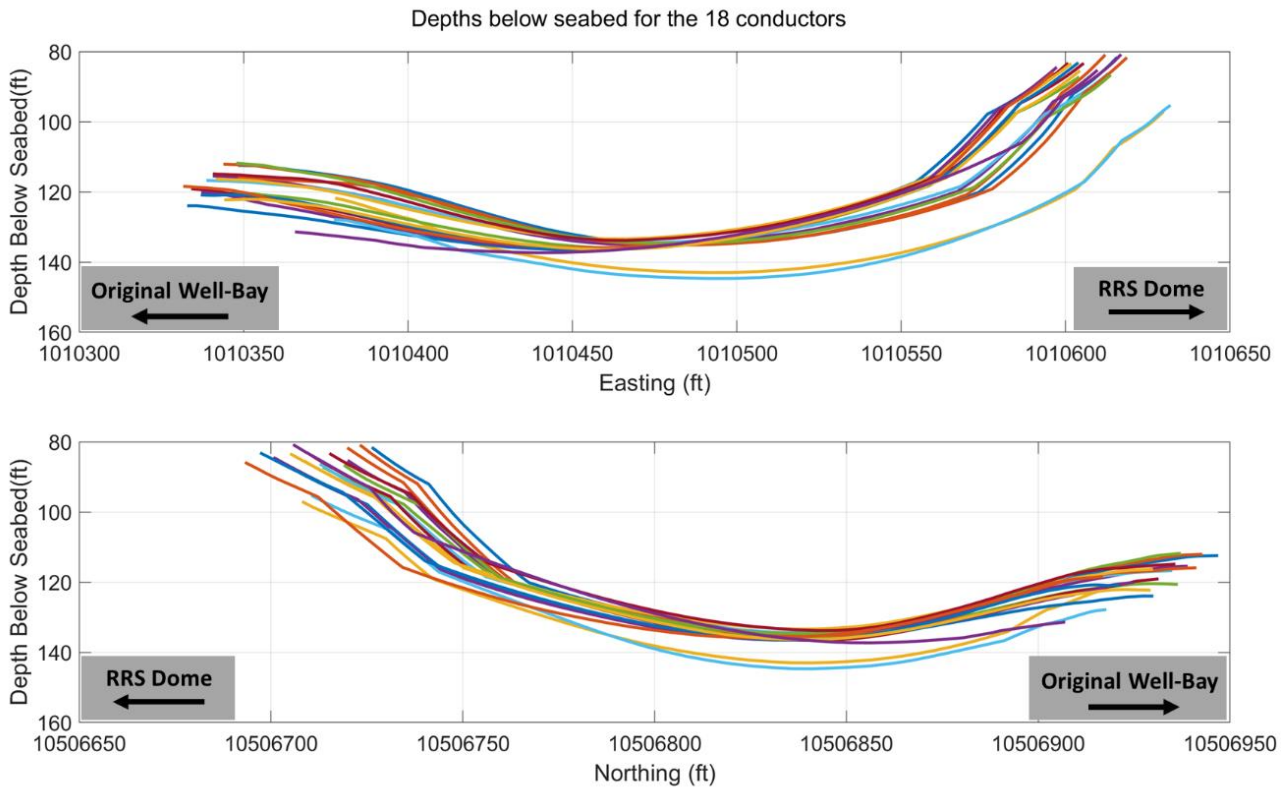 Depths below seabed for the 18 conductors
80
100
120
140
160
Depth Below Seabed(ft)
Original Well-Bay
RRS Dome
1010300 1010350 1010400 1010450 1010500 1010550 1010600 1010650
Easting (ft)
80
100
120
140
160
Depth Below Seabed(ft)
RRS Dome
Original Well-Bay
10506650 10506700 10506750 10506800 10506850 10506900 10506950
Northing (ft)